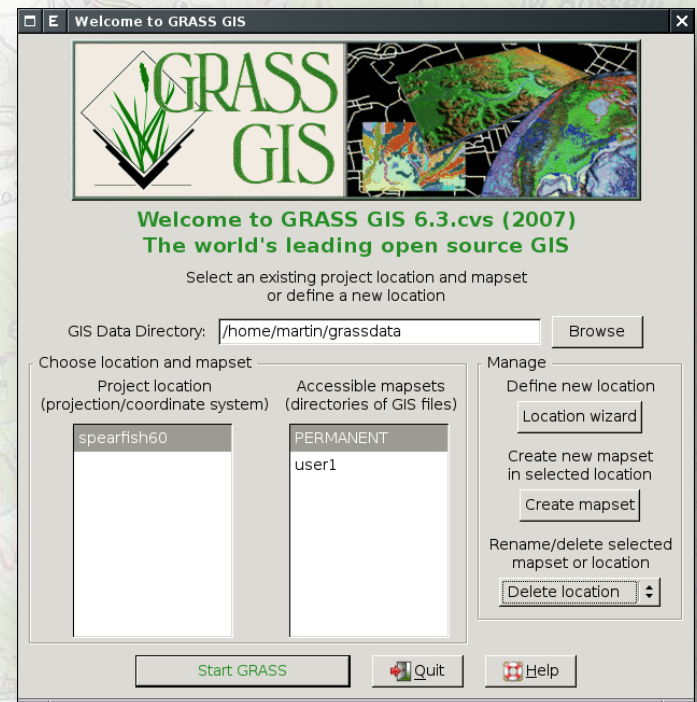 E Welcome to GRASS GIS
GRASS
GIS
Welcome to GRASS GIS 6.3.cvs (2007)
The world's leading open source GIS
Select an existing project location and mapset
or define a new location
GIS Data Directory: /home/martin/grassdata Browse
Choose location and mapset
Project location
(projection/coordinate system)
spearfish60
Accessible mapsets
(directories of GIS files)
PERMANENT
user1
Manage
Define new location
Location wizard
Create new mapset
in selected location
Create mapset
Rename/delete selected
mapset or location
Delete location
Start GRASS Quit Help